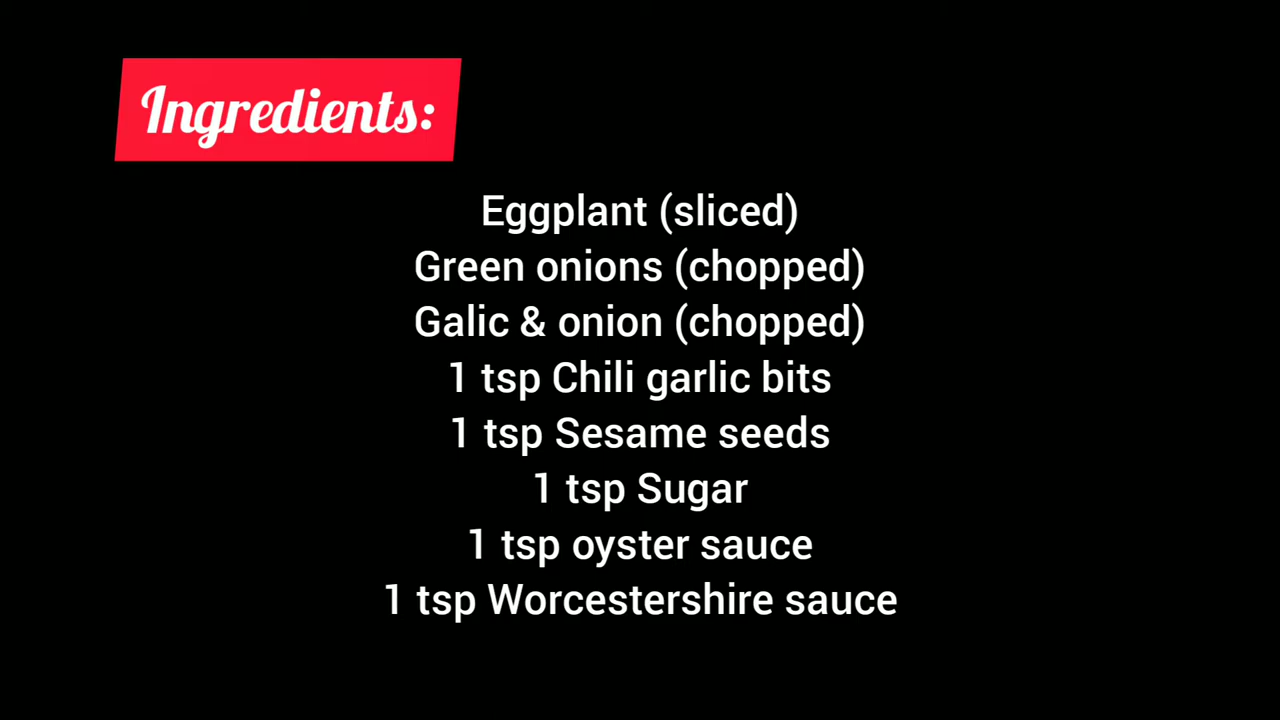 Ingredients:
Eggplant (sliced)
Green onions (chopped)
Galic & onion (chopped)
1 tsp Chili garlic bits
1 tsp Sesame seeds
1 tsp Sugar
1 tsp oyster sauce
1 tsp Worcestershire sauce